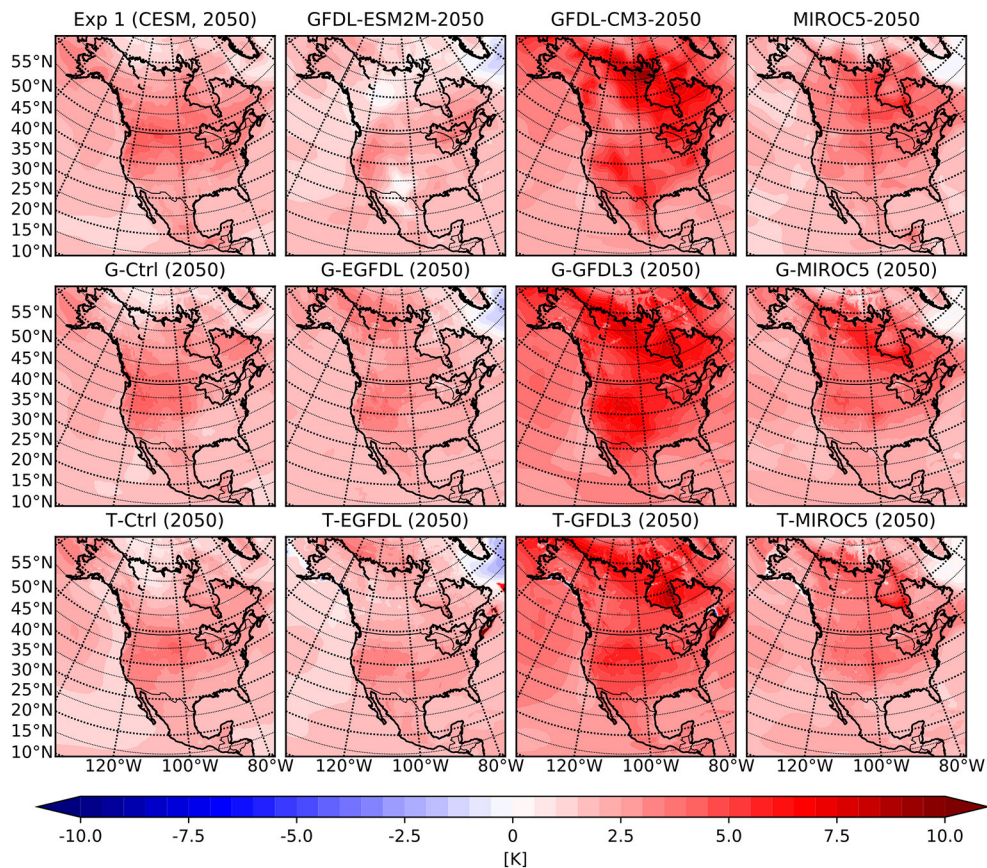 Exp 1 (CESM, 2050) GFDL-ESM2M-2050 GFDL-CM3-2050 MIROC5-2050
55°N
50°N
45°N
40°N
35°N
30°N
25°N
20°N
15°N
10°N
G-Ctrl (2050) G-EGFDL (2050) G-GFDL3 (2050) G-MIROC5 (2050)
55°N
50°N
45°N
40°N
35°N
30°N
25°N
20°N
15°N
10°N
T-Ctrl (2050) T-EGFDL (2050) T-GFDL3 (2050) T-MIROC5 (2050)
55°N
50°N
45°N
40°N
35°N
30°N
25°N
20°N
15°N
10°N
120°W 100°W 80°W 120°W 100°W 80°W 120°W 100°W 80°W 120°W 100°W 80°W
-10.0 -7.5 -5.0 -2.5 0 2.5 5.0 7.5 10.0
[K]